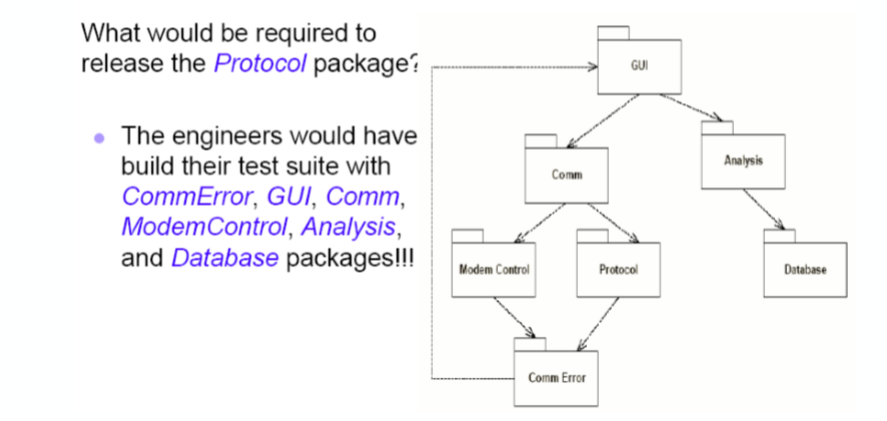 What would be required to
release the Protocol package?
The engineers would have
build their test suite with
CommError, GUI, Comm,
ModemControl, Analysis,
and Database packages!!!
GUI
Comm
Analysis
Modem Control
Protocol
Database
Comm Error